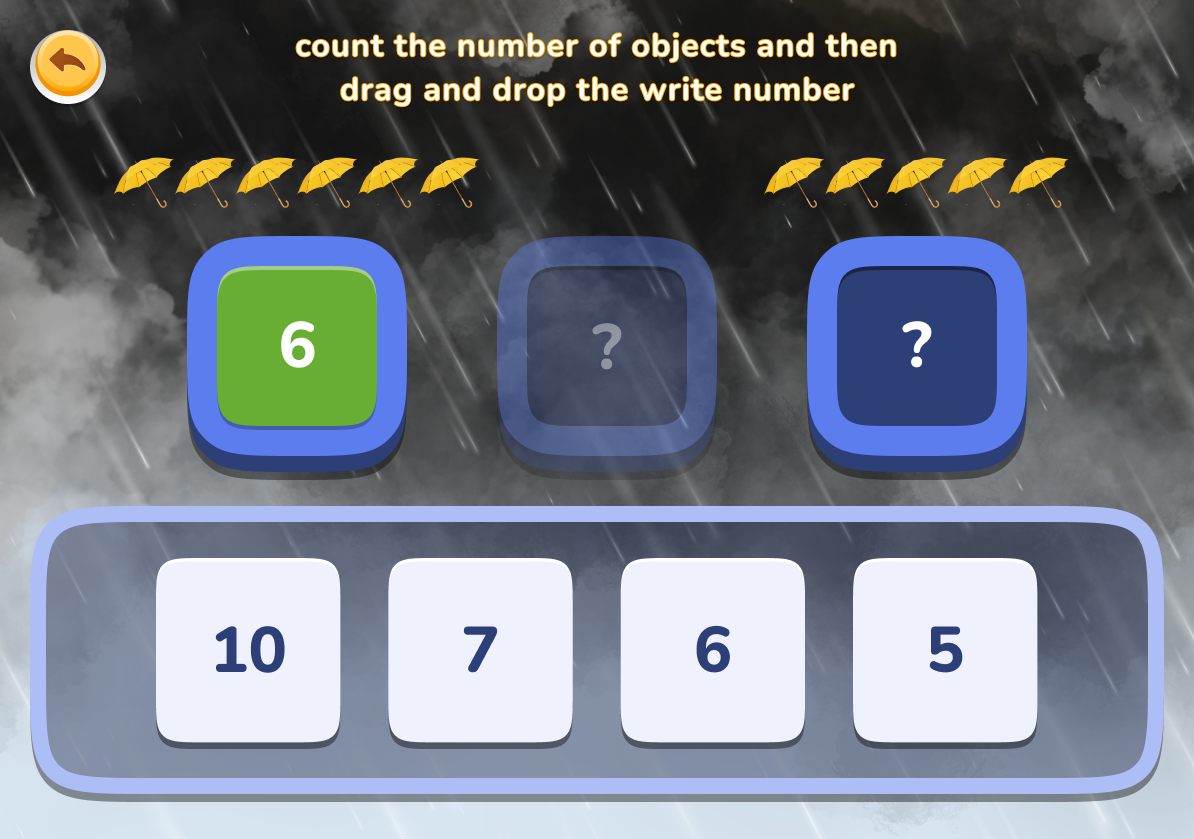 count the number of objects and then
drag and drop the write number
6 ? ?
10 7 6 5